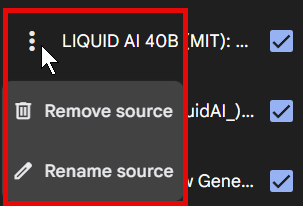 LIQUID AI 40B (MIT): ...
Remove source
uidAI_)...
Rename source
w Gene...